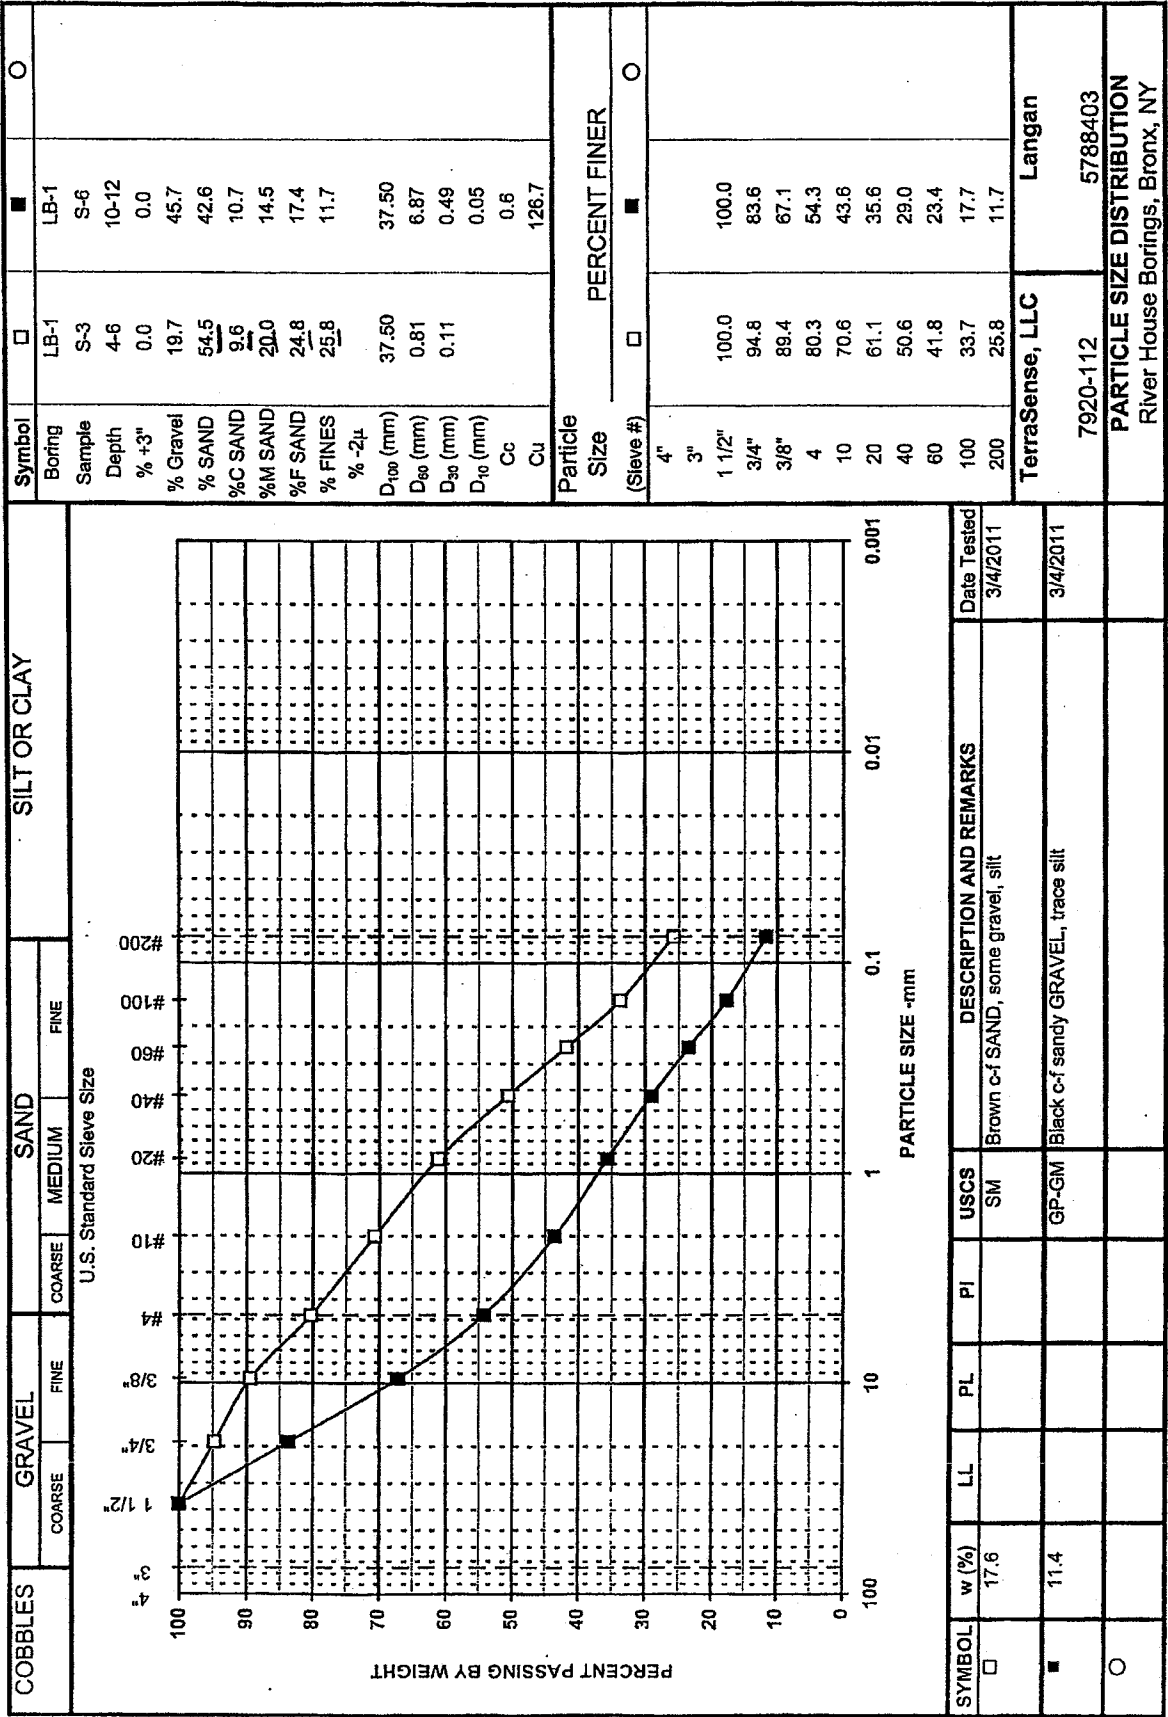 COBBLES GRAVEL SAND SILT OR CLAY
COARSE FINE COARSE MEDIUM FINE
U.S. Standard Sieve Size
4" 3" 1 1/2" 3/4" 3/8" #4 #10 #20 #40 #60 #100 #200
PERCENT PASSING BY WEIGHT
100
90
80
70
60
50
40
30
20
10
0
100 10 1 0.1 0.01 0.001
PARTICLE SIZE -mm
Symbol □ ■ ○
Boring LB-1 LB-1
Sample S-3 S-6
Depth 4-6 10-12
% +3" 0.0 0.0
% Gravel 19.7 45.7
% SAND 54.5 42.6
%C SAND 9.6 10.7
%M SAND 20.0 14.5
%F SAND 24.8 17.4
% FINES 25.8 11.7
% -2µ
D100 (mm) 37.50 37.50
D60 (mm) 0.81 6.87
D30 (mm) 0.11 0.49
D10 (mm) 0.05
Cc 0.6
Cu 126.7
Particle
Size PERCENT FINER
(Sieve #) □ ■ ○
4"
3"
1 1/2" 100.0 100.0
3/4" 94.8 83.6
3/8" 89.4 67.1
4 80.3 54.3
10 70.6 43.6
20 61.1 35.6
40 50.6 29.0
60 41.8 23.4
100 33.7 17.7
200 25.8 11.7
SYMBOL w (%) LL PL PI USCS DESCRIPTION AND REMARKS Date Tested
□ 17.6 SM Brown c-f SAND, some gravel, silt 3/4/2011
■ 11.4 GP-GM Black c-f sandy GRAVEL, trace silt 3/4/2011
○
TerraSense, LLC Langan
7920-112 5788403
PARTICLE SIZE DISTRIBUTION
River House Borings, Bronx, NY